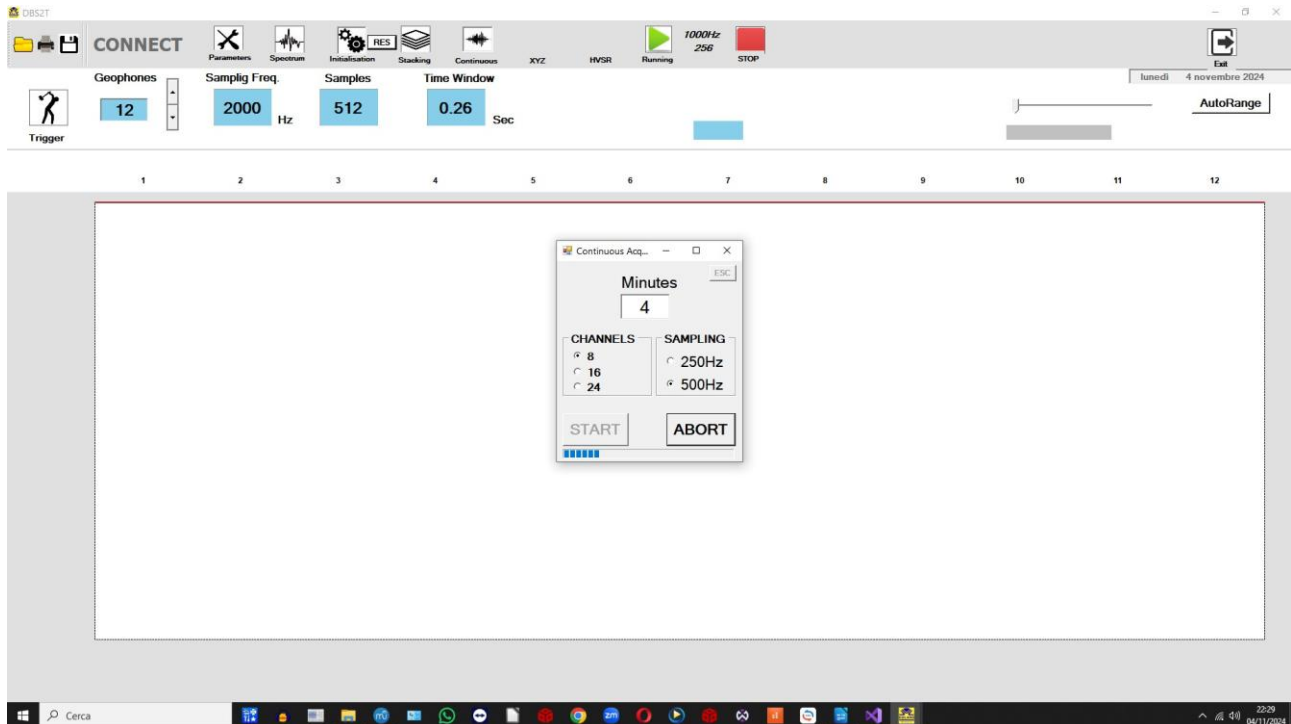 DBS2T
CONNECT
Parameters
Spectrum
Initialisation
RES
Stacking
Continuous
XYZ
HVSR
Running
1000Hz
256
STOP
Exit
lunedì 4 novembre 2024
Trigger
Geophones
12
Samplig Freq.
2000 Hz
Samples
512
Time Window
0.26 Sec
AutoRange
1 2 3 4 5 6 7 8 9 10 11 12
Continuous Acq...
ESC
Minutes
4
CHANNELS
8
16
24
SAMPLING
250Hz
500Hz
START ABORT
Cerca
22:29
04/11/2024